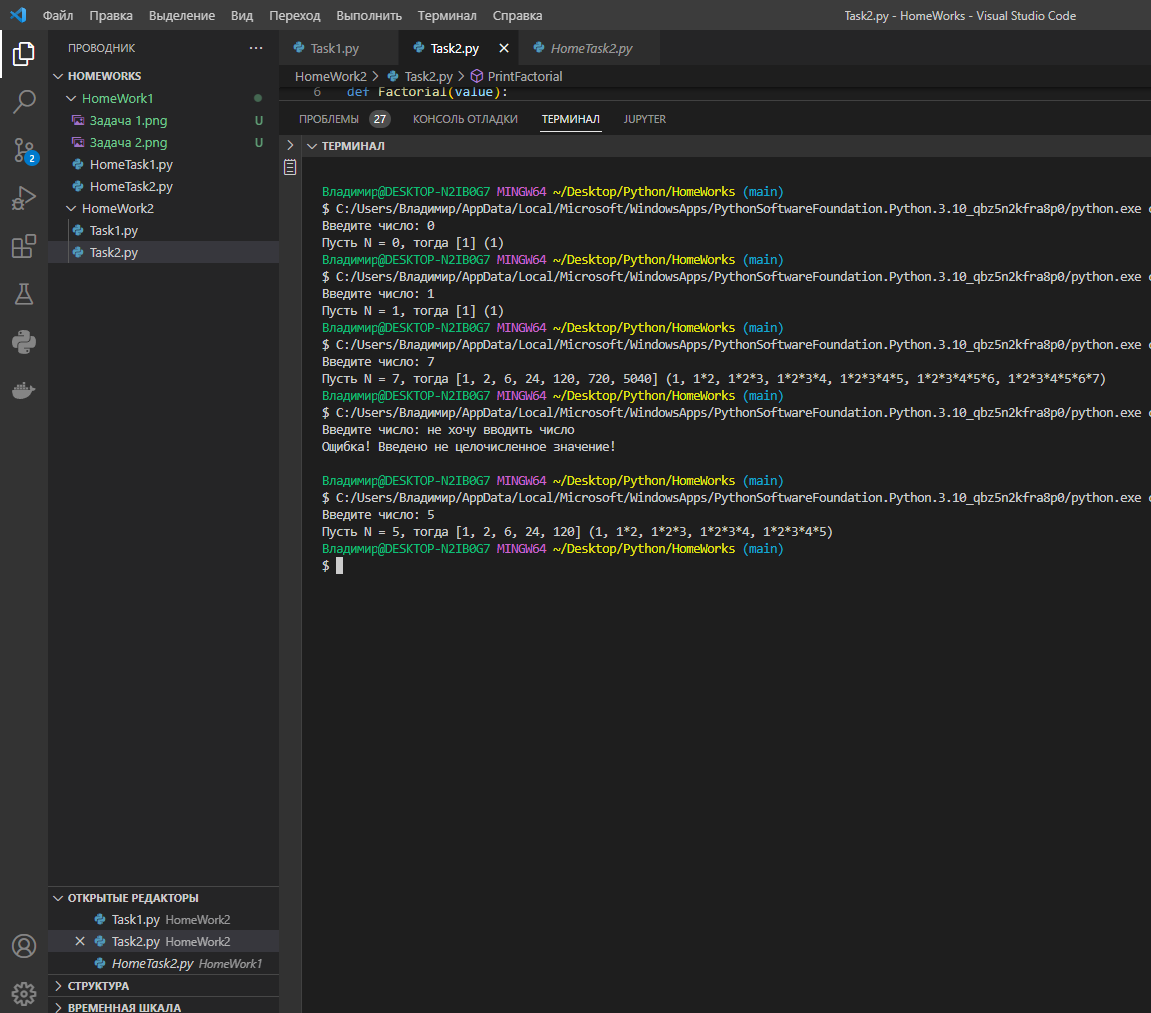 Файл Правка Выделение Вид Переход Выполнить Терминал Справка Task2.py - HomeWorks - Visual Studio Code
ПРОВОДНИК
HOMEWORKS
HomeWork1
Задача 1.png U
Задача 2.png U
HomeTask1.py
HomeTask2.py
HomeWork2
Task1.py
Task2.py
2
ОТКРЫТЫЕ РЕДАКТОРЫ
Task1.py HomeWork2
Task2.py HomeWork2
HomeTask2.py HomeWork1
СТРУКТУРА
ВРЕМЕННАЯ ШКАЛА
Task1.py Task2.py HomeTask2.py
HomeWork2 > Task2.py > PrintFactorial
6 def Factorial(value):
ПРОБЛЕМЫ 27 КОНСОЛЬ ОТЛАДКИ ТЕРМИНАЛ JUPYTER
ТЕРМИНАЛ
Владимир@DESKTOP-N2IB0G7 MINGW64 ~/Desktop/Python/HomeWorks (main)
$ C:/Users/Владимир/AppData/Local/Microsoft/WindowsApps/PythonSoftwareFoundation.Python.3.10_qbz5n2kfra8p0/python.exe
Введите число: 0
Пусть N = 0, тогда [1] (1)
Владимир@DESKTOP-N2IB0G7 MINGW64 ~/Desktop/Python/HomeWorks (main)
$ C:/Users/Владимир/AppData/Local/Microsoft/WindowsApps/PythonSoftwareFoundation.Python.3.10_qbz5n2kfra8p0/python.exe
Введите число: 1
Пусть N = 1, тогда [1] (1)
Владимир@DESKTOP-N2IB0G7 MINGW64 ~/Desktop/Python/HomeWorks (main)
$ C:/Users/Владимир/AppData/Local/Microsoft/WindowsApps/PythonSoftwareFoundation.Python.3.10_qbz5n2kfra8p0/python.exe
Введите число: 7
Пусть N = 7, тогда [1, 2, 6, 24, 120, 720, 5040] (1, 1*2, 1*2*3, 1*2*3*4, 1*2*3*4*5, 1*2*3*4*5*6, 1*2*3*4*5*6*7)
Владимир@DESKTOP-N2IB0G7 MINGW64 ~/Desktop/Python/HomeWorks (main)
$ C:/Users/Владимир/AppData/Local/Microsoft/WindowsApps/PythonSoftwareFoundation.Python.3.10_qbz5n2kfra8p0/python.exe
Введите число: не хочу вводить число
Ощибка! Введено не целочисленное значение!
Владимир@DESKTOP-N2IB0G7 MINGW64 ~/Desktop/Python/HomeWorks (main)
$ C:/Users/Владимир/AppData/Local/Microsoft/WindowsApps/PythonSoftwareFoundation.Python.3.10_qbz5n2kfra8p0/python.exe
Введите число: 5
Пусть N = 5, тогда [1, 2, 6, 24, 120] (1, 1*2, 1*2*3, 1*2*3*4, 1*2*3*4*5)
Владимир@DESKTOP-N2IB0G7 MINGW64 ~/Desktop/Python/HomeWorks (main)
$